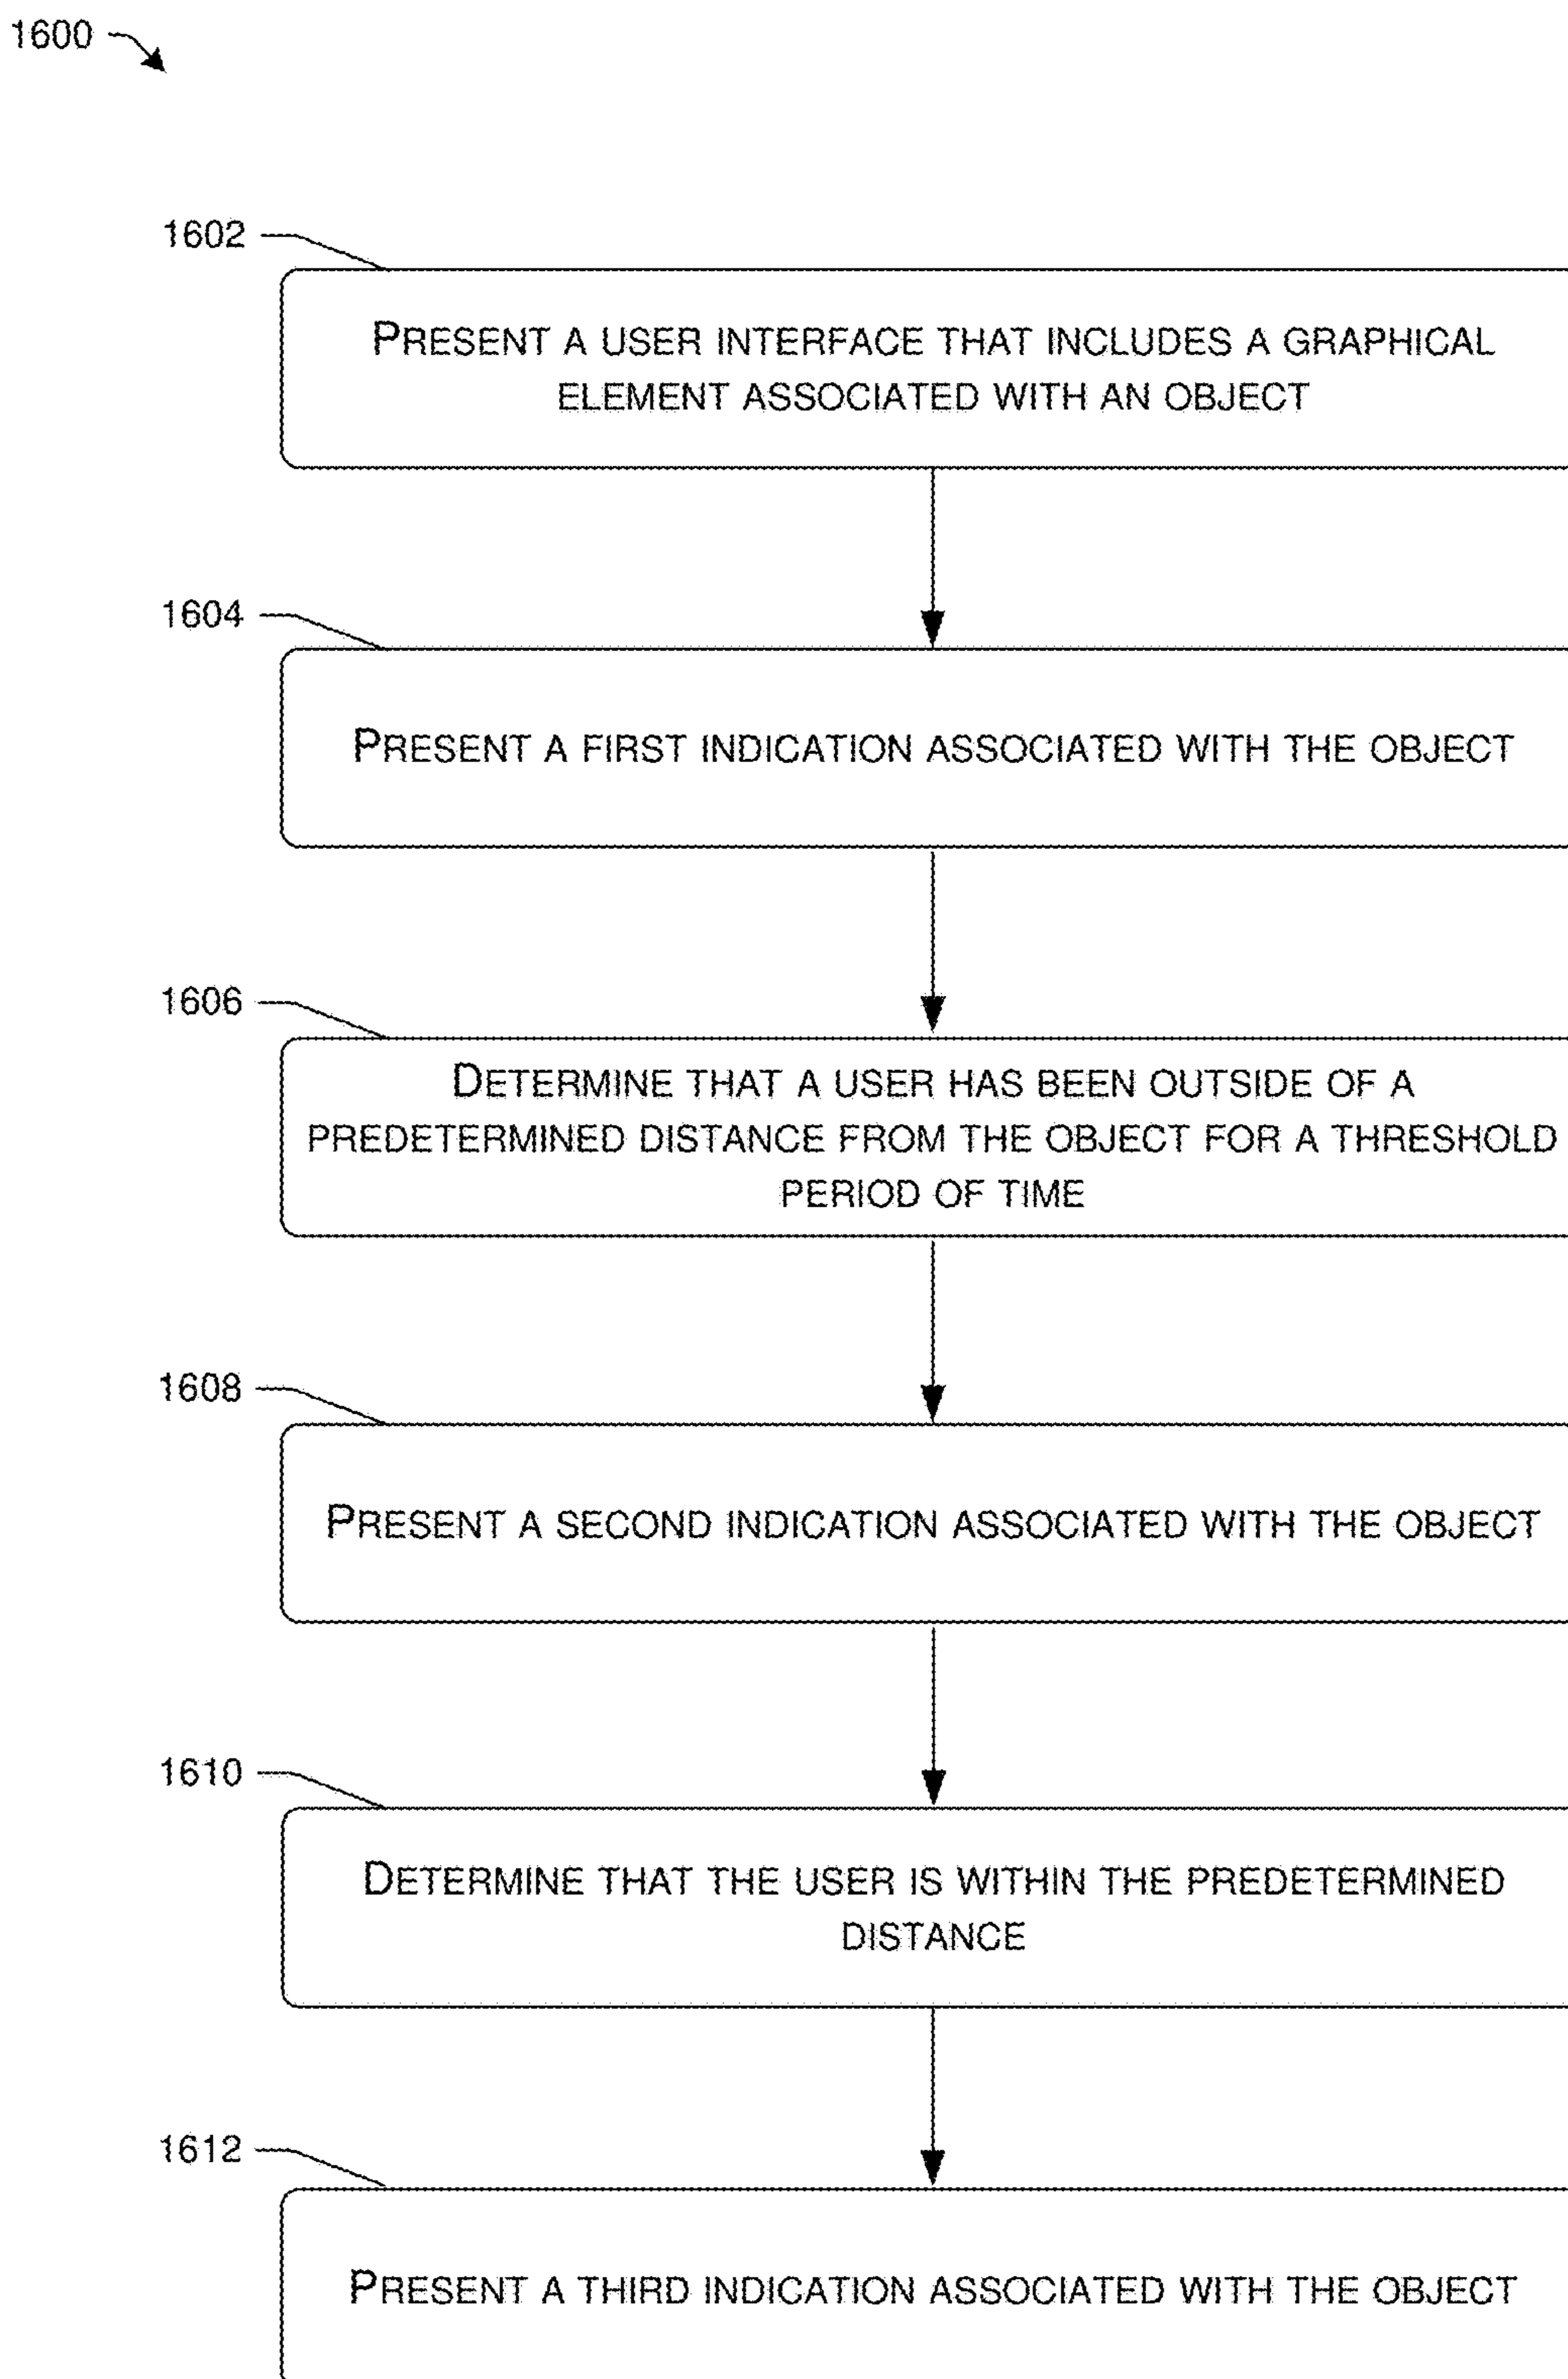 1600
1602
PRESENT A USER INTERFACE THAT INCLUDES A GRAPHICAL
ELEMENT ASSOCIATED WITH AN OBJECT
1604
PRESENT A FIRST INDICATION ASSOCIATED WITH THE OBJECT
1606
DETERMINE THAT A USER HAS BEEN OUTSIDE OF A
PREDETERMINED DISTANCE FROM THE OBJECT FOR A THRESHOLD
PERIOD OF TIME
1608
PRESENT A SECOND INDICATION ASSOCIATED WITH THE OBJECT
1610
DETERMINE THAT THE USER IS WITHIN THE PREDETERMINED
DISTANCE
1612
PRESENT A THIRD INDICATION ASSOCIATED WITH THE OBJECT